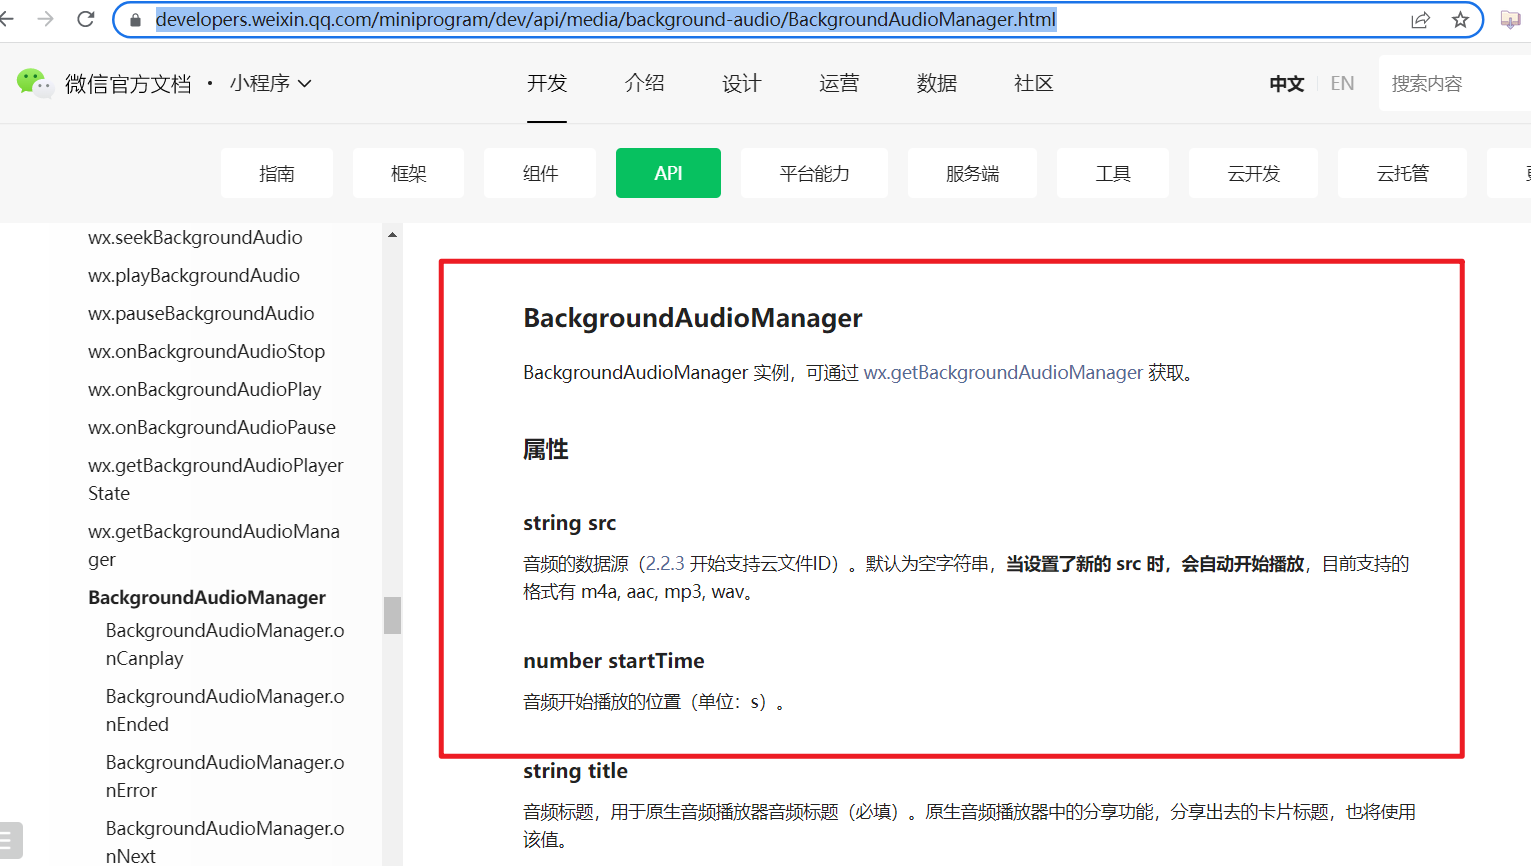 developers.weixin.qq.com/miniprogram/dev/api/media/background-audio/BackgroundAudioManager.html
微信官方文档 · 小程序
开发 介绍 设计 运营 数据 社区
中文 EN 搜索内容
指南 框架 组件 API 平台能力 服务端 工具 云开发 云托管
wx.seekBackgroundAudio
wx.playBackgroundAudio
wx.pauseBackgroundAudio
wx.onBackgroundAudioStop
wx.onBackgroundAudioPlay
wx.onBackgroundAudioPause
wx.getBackgroundAudioPlayer
State
wx.getBackgroundAudioMana
ger
BackgroundAudioManager
BackgroundAudioManager.o
nCanplay
BackgroundAudioManager.o
nEnded
BackgroundAudioManager.o
nError
BackgroundAudioManager.o
nNext
BackgroundAudioManager
BackgroundAudioManager 实例，可通过 wx.getBackgroundAudioManager 获取。
属性
string src
音频的数据源（2.2.3 开始支持云文件ID）。默认为空字符串，当设置了新的 src 时，会自动开始播放，目前支持的
格式有 m4a, aac, mp3, wav。
number startTime
音频开始播放的位置（单位：s）。
string title
音频标题，用于原生音频播放器音频标题（必填）。原生音频播放器中的分享功能，分享出去的卡片标题，也将使用
该值。